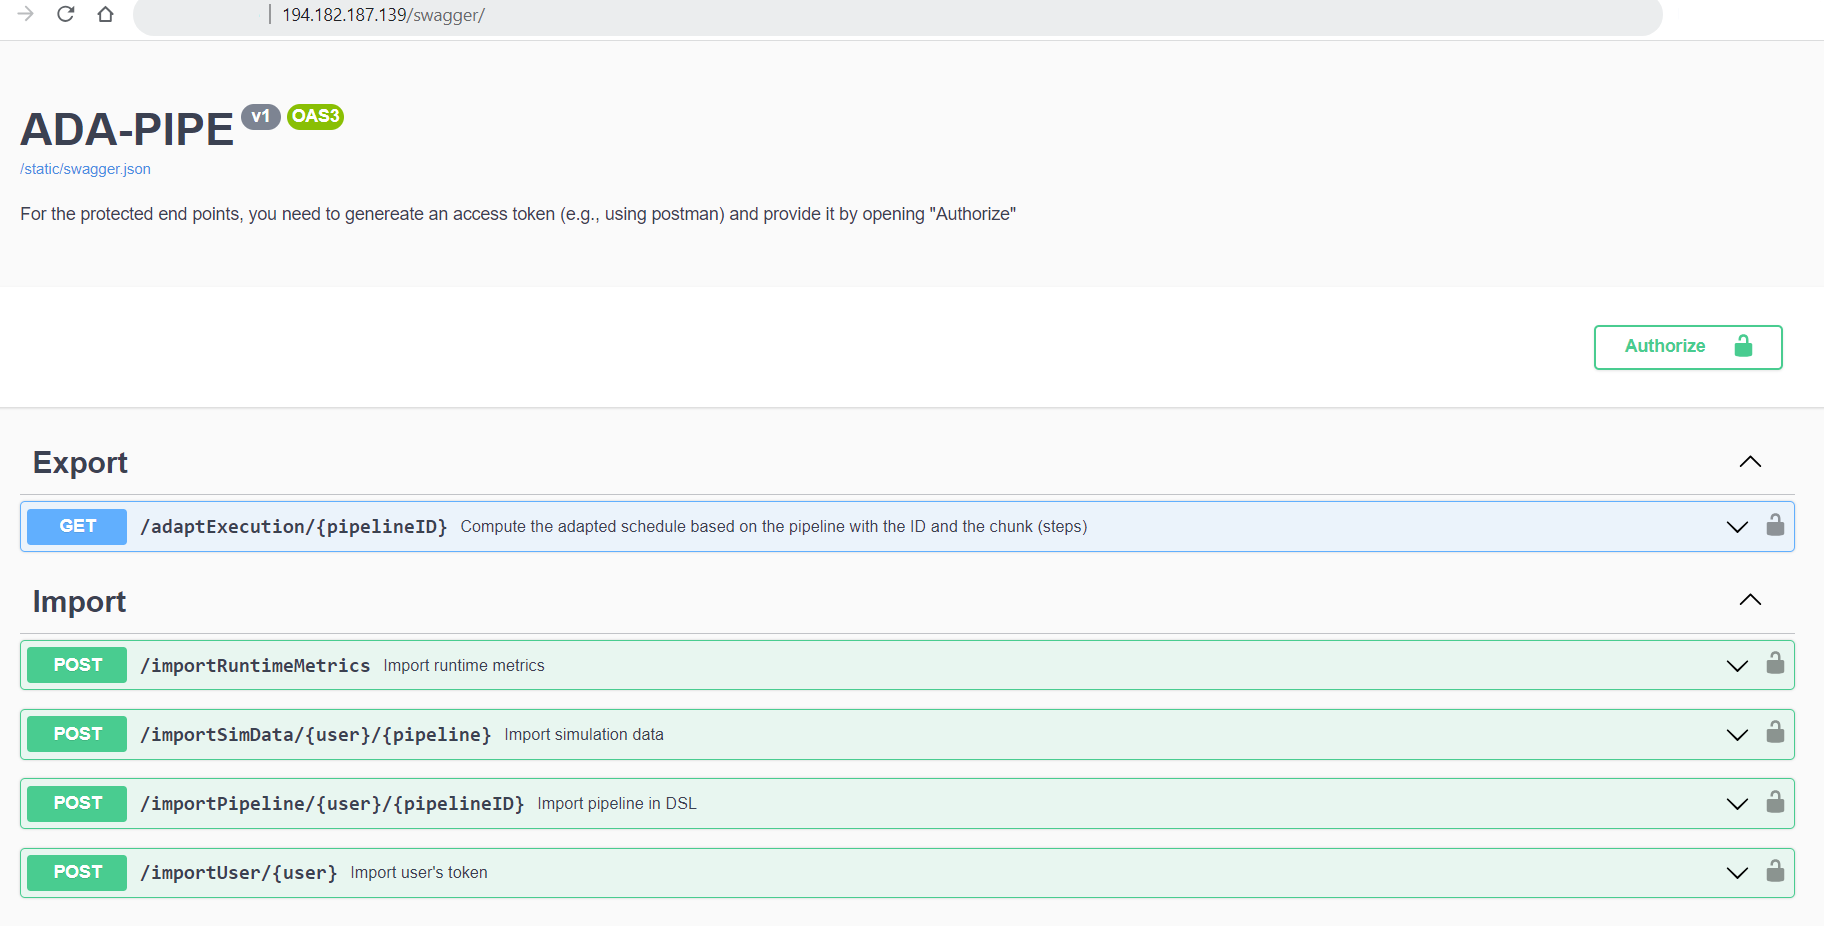 194.182.187.139/swagger/
ADA-PIPE v1 OAS3
/static/swagger.json
For the protected end points, you need to genereate an access token (e.g., using postman) and provide it by opening "Authorize"
Authorize
Export
GET /adaptExecution/{pipelineID} Compute the adapted schedule based on the pipeline with the ID and the chunk (steps)
Import
POST /importRuntimeMetrics Import runtime metrics
POST /importSimData/{user}/{pipeline} Import simulation data
POST /importPipeline/{user}/{pipelineID} Import pipeline in DSL
POST /importUser/{user} Import user's token